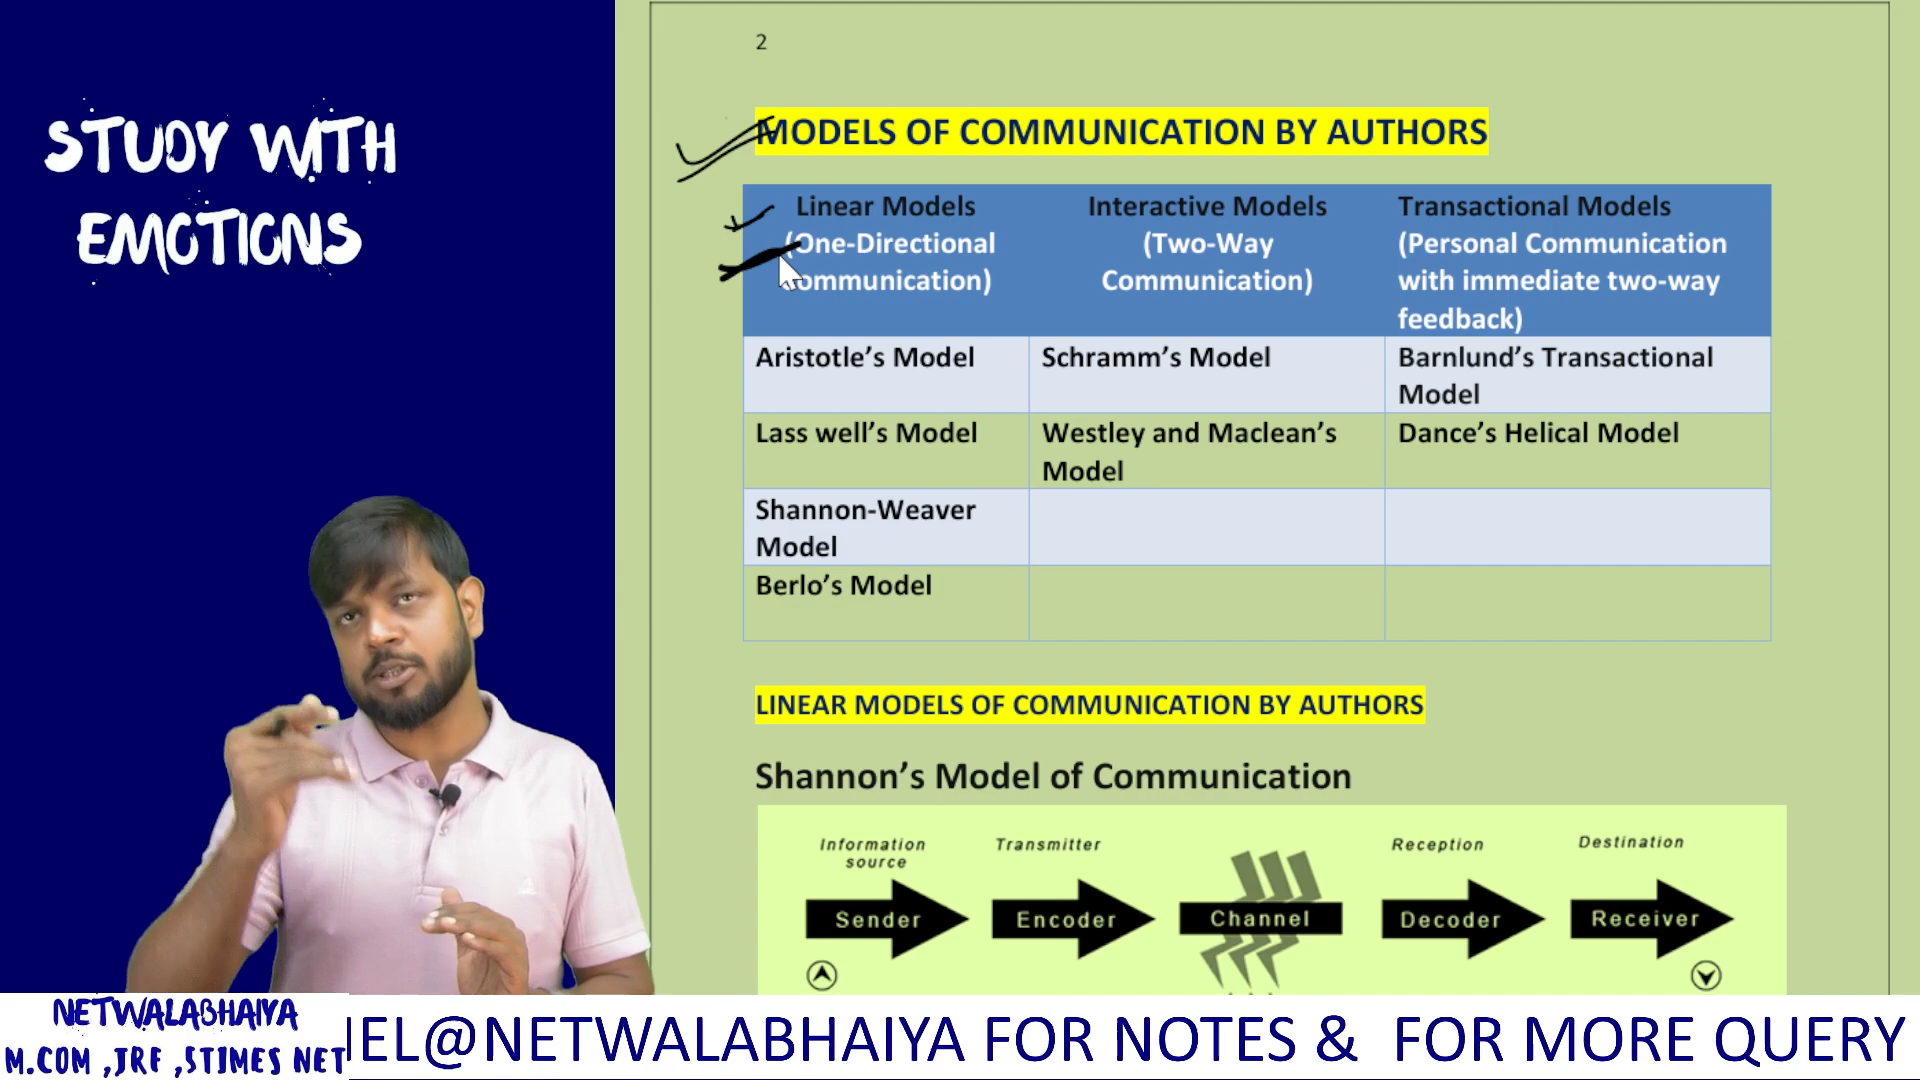 STUDY WITH
EMOTIONS
2
MODELS OF COMMUNICATION BY AUTHORS
Linear Models
(One-Directional
Communication)
Interactive Models
(Two-Way
Communication)
Transactional Models
(Personal Communication
with immediate two-way
feedback)
Aristotle’s Model
Schramm’s Model
Barnlund’s Transactional
Model
Lass well’s Model
Westley and Maclean’s
Model
Dance’s Helical Model
Shannon-Weaver
Model
Berlo’s Model
LINEAR MODELS OF COMMUNICATION BY AUTHORS
Shannon’s Model of Communication
Information
source
Transmitter
Reception
Destination
Sender
Encoder
Channel
Decoder
Receiver
NETWALABHAIYA
M.COM ,JRF ,5TIMES NET
NEL@NETWALABHAIYA FOR NOTES & FOR MORE QUERY